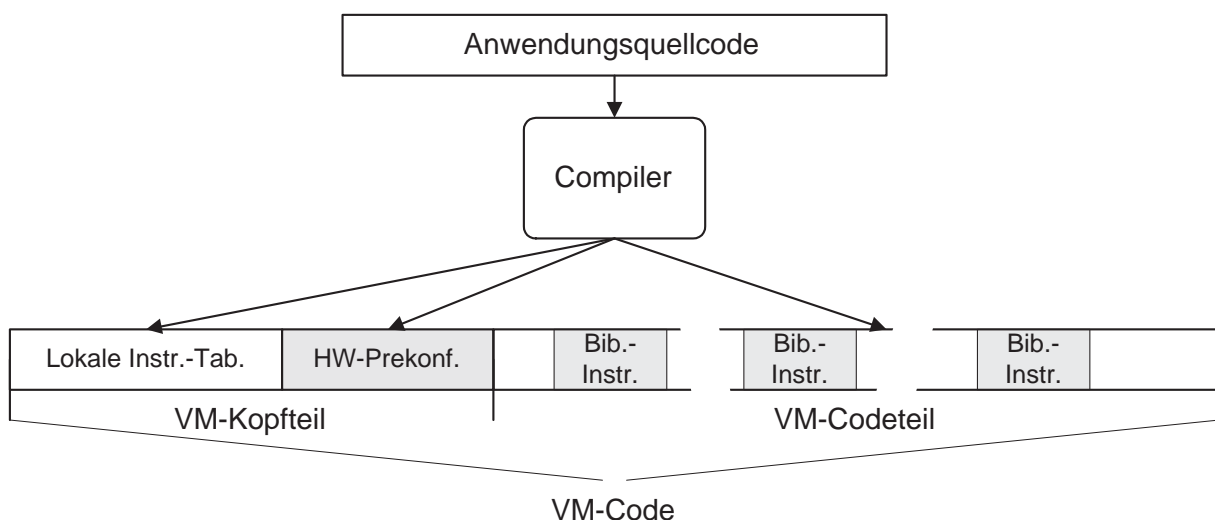 Anwendungsquellcode
Compiler
Lokale Instr.-Tab.
HW-Prekonf.
Bib.-
Instr.
Bib.-
Instr.
Bib.-
Instr.
VM-Kopfteil
VM-Codeteil
VM-Code